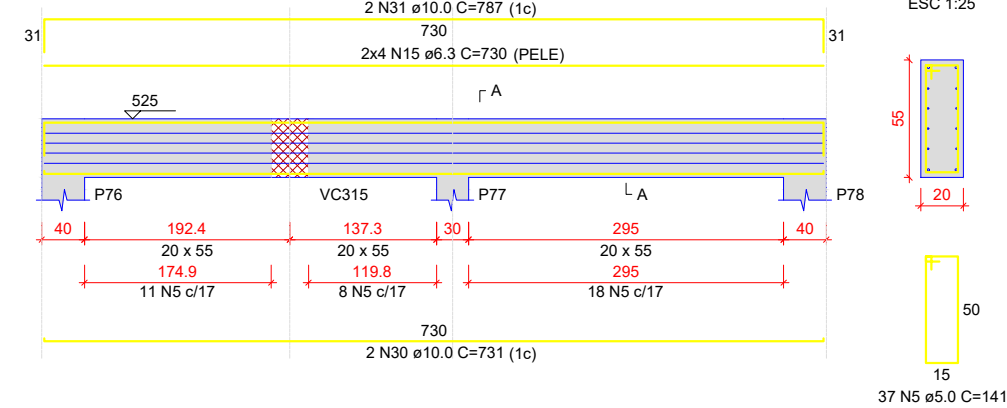 2 N31 ø10.0 C=787 (1c)
ESC 1:25
31
730
31
2x4 N15 ø6.3 C=730 (PELE)
A
525
55
P76
VC315
P77
A
P78
20
40
192.4
137.3
30
295
40
20 x 55
20 x 55
20 x 55
174.9
119.8
295
11 N5 c/17
8 N5 c/17
18 N5 c/17
50
730
2 N30 ø10.0 C=731 (1c)
15
37 N5 ø5.0 C=141